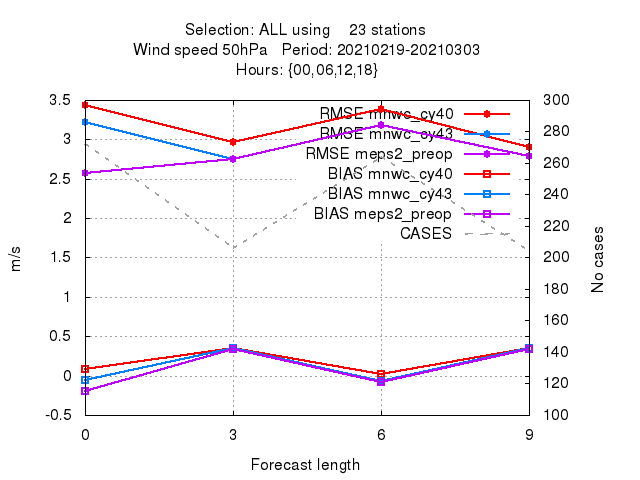 Selection: ALL using 23 stations
Wind speed 50hPa Period: 20210219-20210303
Hours: {00,06,12,18}
3.5 300
RMSE mnwc_cy40
RMSE mnwc_cy43
3 280
RMSE meps2_preop
260
BIAS mnwc_cy40
2.5
BIAS mnwc_cy43 240
BIAS meps2_preop
2 220
CASES
1.5 200
m/s
No cases
1 180
160
0.5
140
0
120
-0.5 100
0 3 6 9
Forecast length